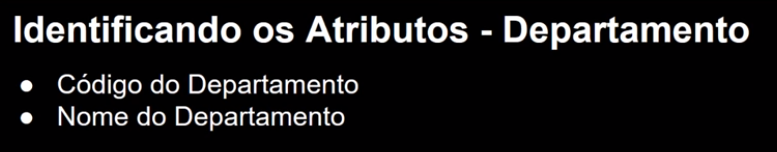 Identificando os Atributos - Departamento
● Código do Departamento
● Nome do Departamento